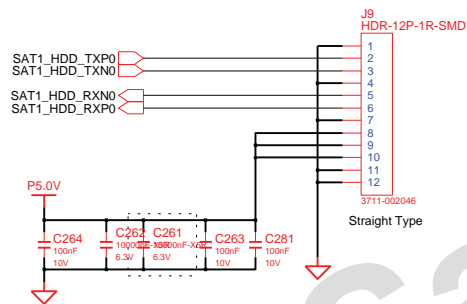 J9
HDR-12P-1R-SMD
1
SAT1_HDD_TXP0 2
SAT1_HDD_TXN0 3
4
SAT1_HDD_RXN0 5
SAT1_HDD_RXP0 6
7
8
9
10
11
12
3711-002046
Straight Type
P5.0V
C264 C262 C261 C263 C281
100nF 100nF 100nF
10V 6.3V 6.3V 10V 10V